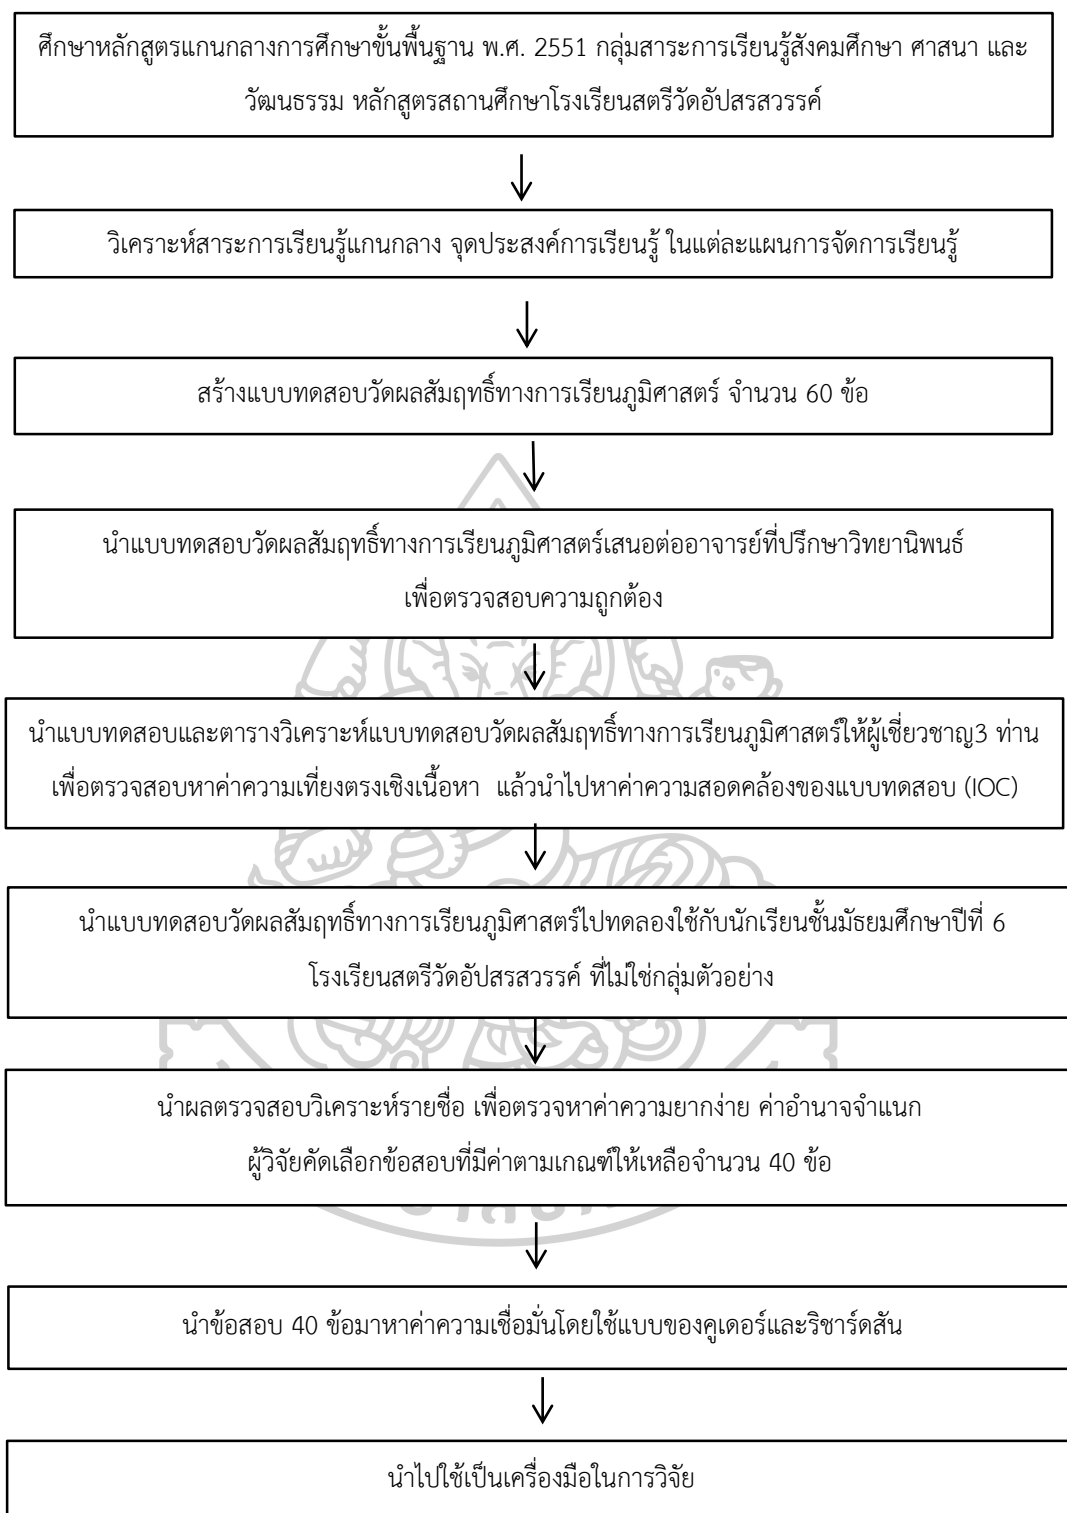 ศึกษาหลักสูตรแกนกลางการศึกษาขั้นพื้นฐาน พ.ศ. 2551 กลุ่มสาระการเรียนรู้สังคมศึกษา ศาสนา และ
วัฒนธรรม หลักสูตรสถานศึกษาโรงเรียนสตรีวัดอัปสรสวรรค์
วิเคราะห์สาระการเรียนรู้แกนกลาง จุดประสงค์การเรียนรู้ ในแต่ละแผนการจัดการเรียนรู้
สร้างแบบทดสอบวัดผลสัมฤทธิ์ทางการเรียนภูมิศาสตร์ จำนวน 60 ข้อ
นำแบบทดสอบวัดผลสัมฤทธิ์ทางการเรียนภูมิศาสตร์เสนอต่ออาจารย์ที่ปรึกษาวิทยานิพนธ์
เพื่อตรวจสอบความถูกต้อง
นำแบบทดสอบและตารางวิเคราะห์แบบทดสอบวัดผลสัมฤทธิ์ทางการเรียนภูมิศาสตร์ให้ผู้เชี่ยวชาญ3 ท่าน
เพื่อตรวจสอบหาค่าความเที่ยงตรงเชิงเนื้อหา แล้วนำไปหาค่าความสอดคล้องของแบบทดสอบ (IOC)
นำแบบทดสอบวัดผลสัมฤทธิ์ทางการเรียนภูมิศาสตร์ไปทดลองใช้กับนักเรียนชั้นมัธยมศึกษาปีที่ 6
โรงเรียนสตรีวัดอัปสรสวรรค์ ที่ไม่ใช่กลุ่มตัวอย่าง
นำผลตรวจสอบวิเคราะห์รายชื่อ เพื่อตรวจหาค่าความยากง่าย ค่าอำนาจจำแนก
ผู้วิจัยคัดเลือกข้อสอบที่มีค่าตามเกณฑ์ให้เหลือจำนวน 40 ข้อ
นำข้อสอบ 40 ข้อมาหาค่าความเชื่อมั่นโดยใช้แบบของคูเดอร์และริชาร์ดสัน
นำไปใช้เป็นเครื่องมือในการวิจัย